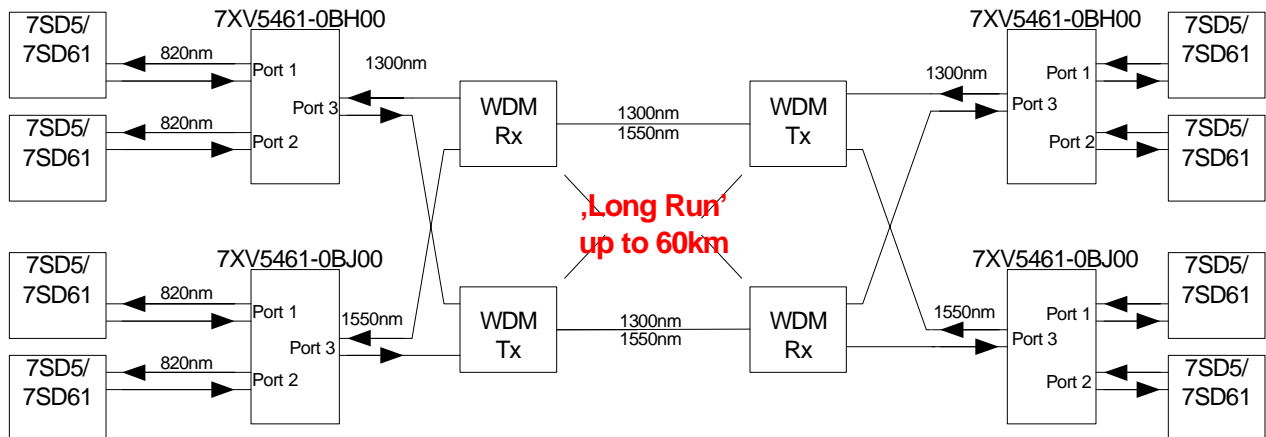 7XV5461-0BH00
7XV5461-0BH00
7SD5/
7SD61
820nm
Port 1
Port 3
Port 2
1300nm
7SD5/
7SD61
820nm
WDM
Rx
1300nm
1550nm
WDM
Tx
1300nm
Port 1
Port 3
Port 2
7SD5/
7SD61
7SD5/
7SD61
‚Long Run’
up to 60km
7XV5461-0BJ00
7XV5461-0BJ00
7SD5/
7SD61
820nm
Port 1
Port 3
Port 2
1550nm
7SD5/
7SD61
820nm
WDM
Tx
1300nm
1550nm
WDM
Rx
1550nm
Port 1
Port 3
Port 2
7SD5/
7SD61
7SD5/
7SD61